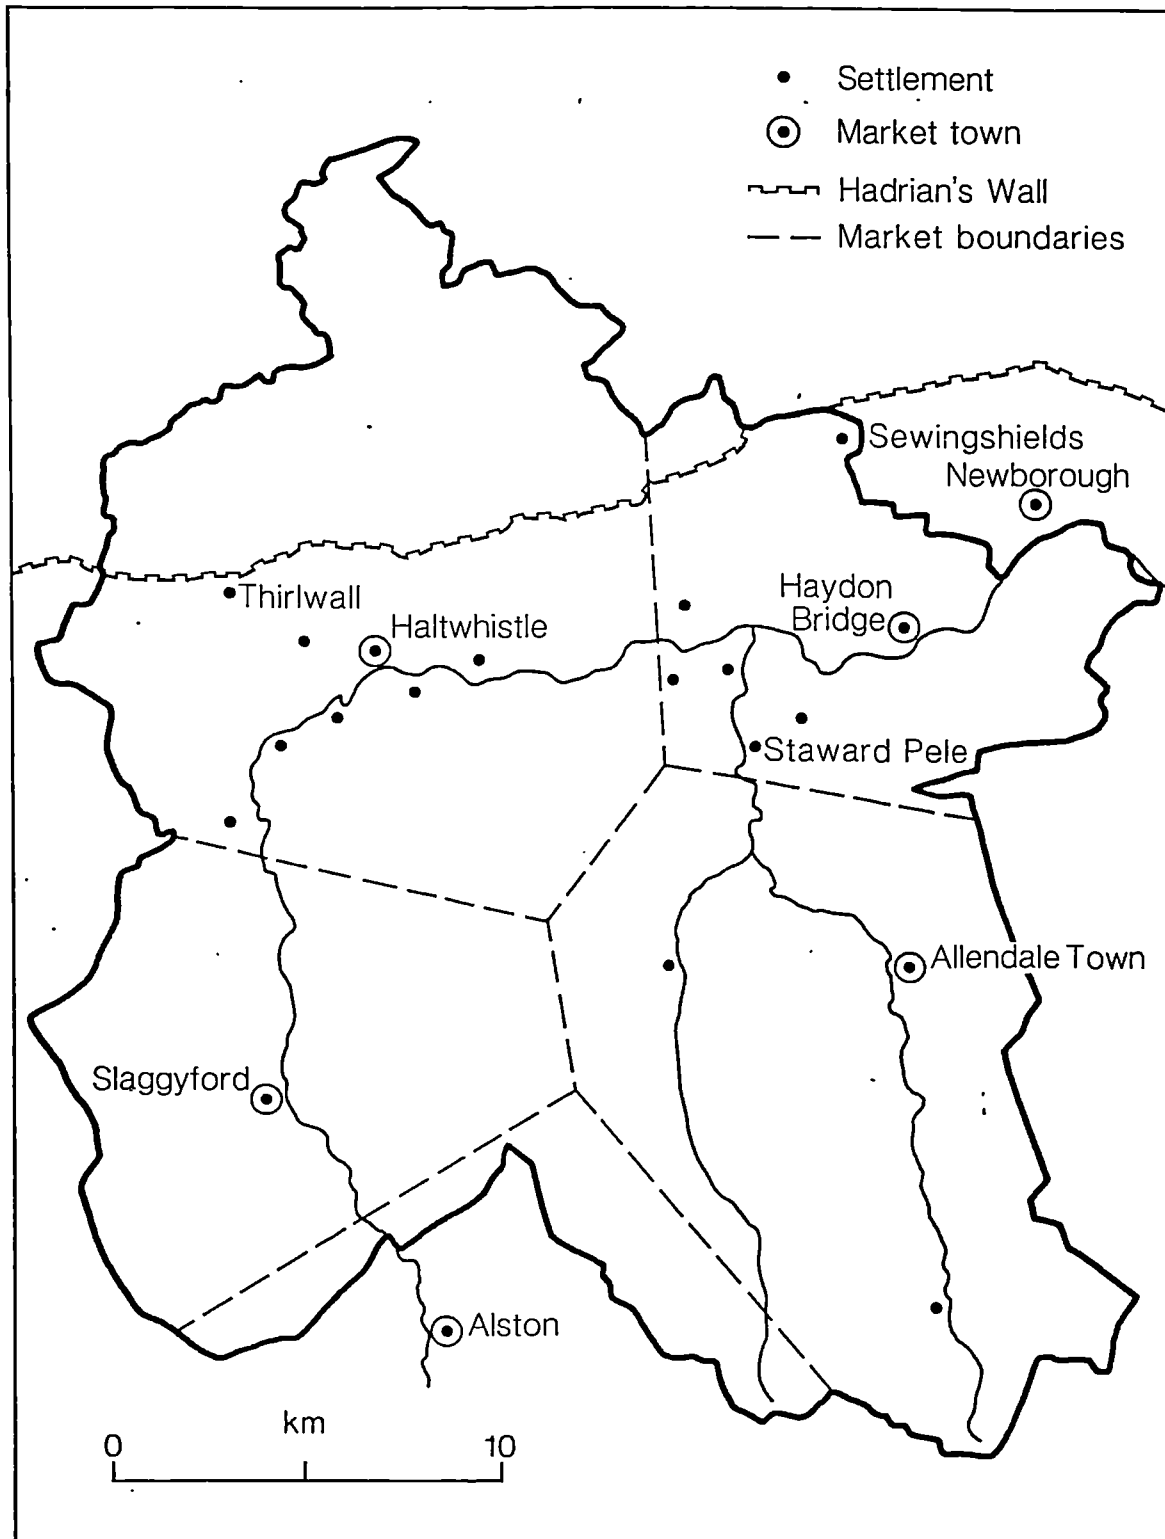 Settlement
Market town
Hadrian's Wall
Market boundaries
Sewingshields
Newborough
Thirlwall
Haltwhistle
Haydon
Bridge
Staward Pele
Allendale Town
Slaggyford
Alston
km
0 10